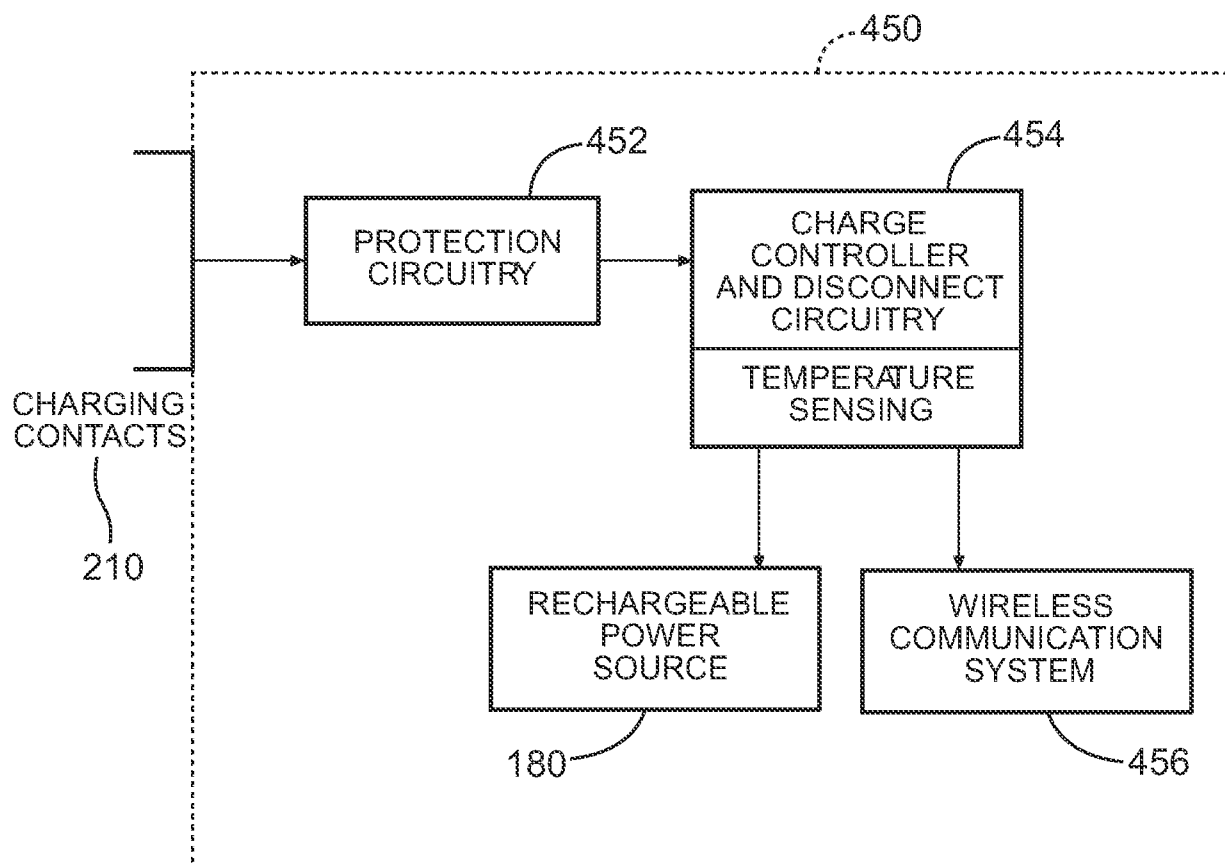 450
452
454
PROTECTION
CIRCUITRY
CHARGE
CONTROLLER
AND DISCONNECT
CIRCUITRY
TEMPERATURE
SENSING
CHARGING
CONTACTS
210
RECHARGEABLE
POWER
SOURCE
180
WIRELESS
COMMUNICATION
SYSTEM
456